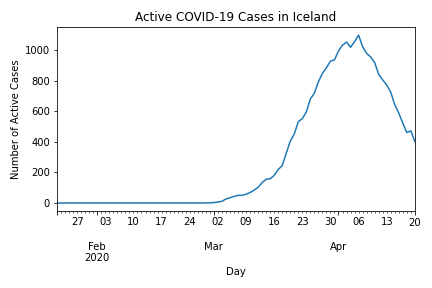 Active COVID-19 Cases in Iceland
Number of Active Cases
1000
800
600
400
200
0
27 03 10 17 24 02 09 16 23 30 06 13 20
Feb Mar Apr
2020
Day